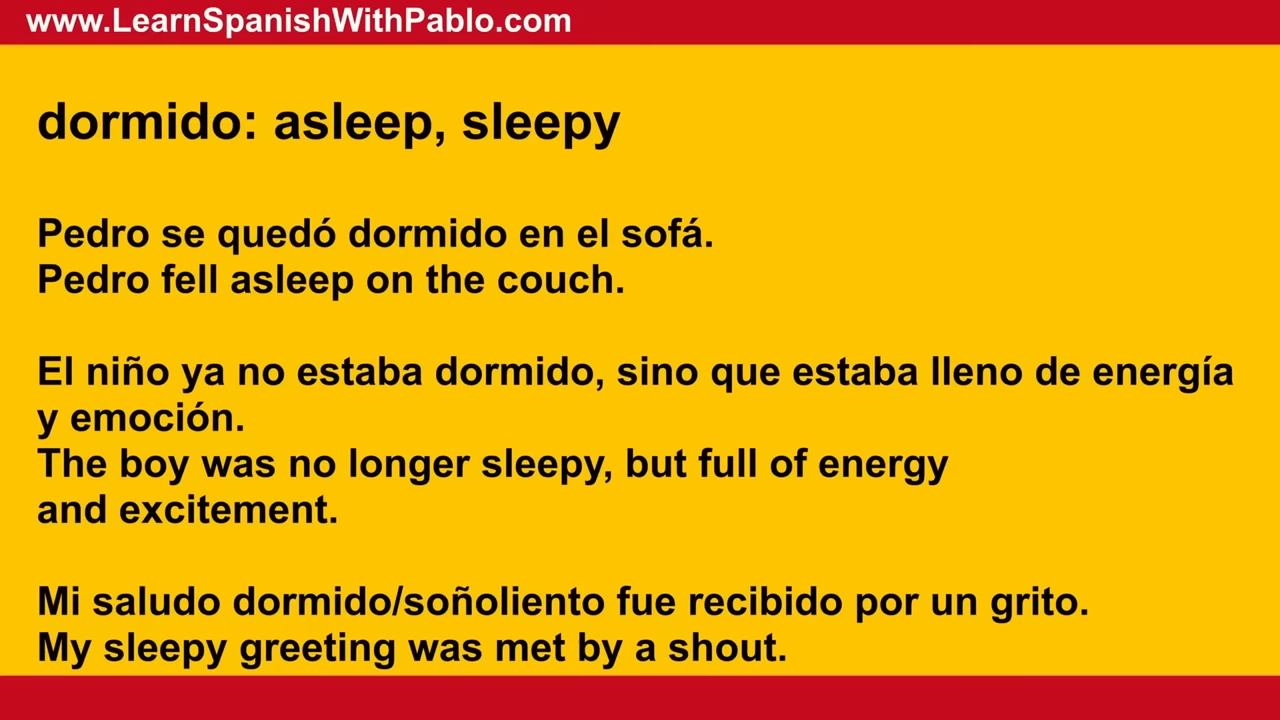 www.LearnSpanishWithPablo.com
dormido: asleep, sleepy
Pedro se quedó dormido en el sofá.
Pedro fell asleep on the couch.
El niño ya no estaba dormido, sino que estaba lleno de energía
y emoción.
The boy was no longer sleepy, but full of energy
and excitement.
Mi saludo dormido/soñoliento fue recibido por un grito.
My sleepy greeting was met by a shout.